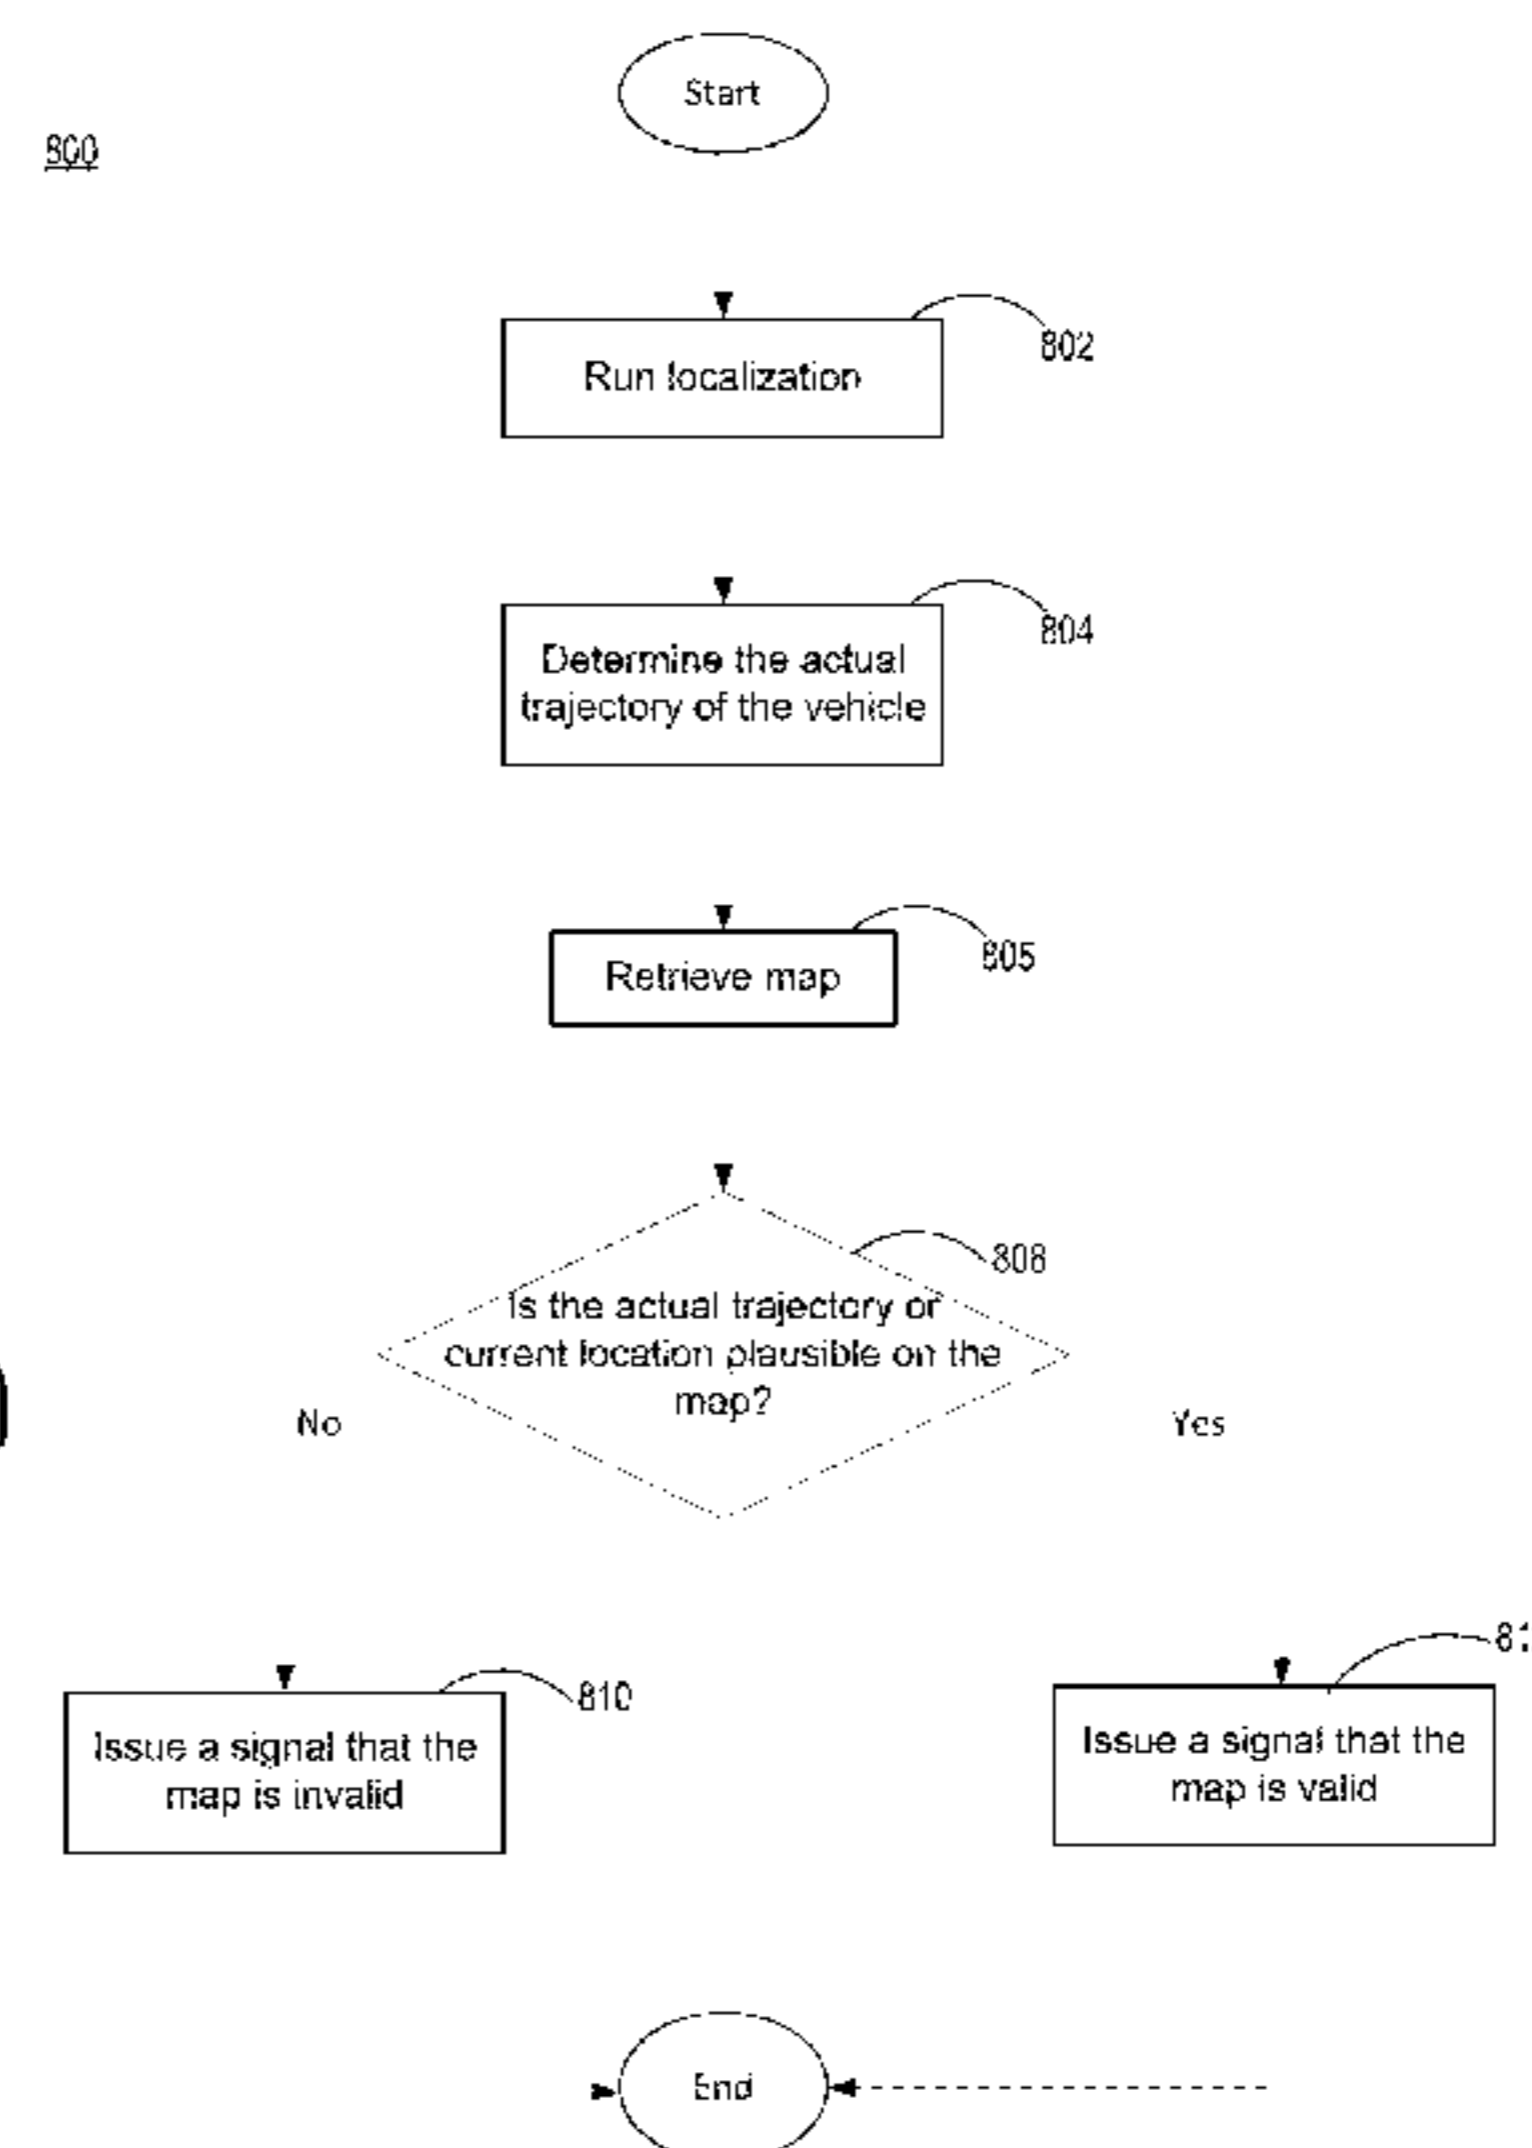 Start
800
802
Run localization
804
Determine the actual
trajectory of the vehicle
805
Retrieve map
808
Is the actual trajectory or
current location plausible on the
map?
No
Yes
810
Issue a signal that the
map is invalid
Issue a signal that the
map is valid
End